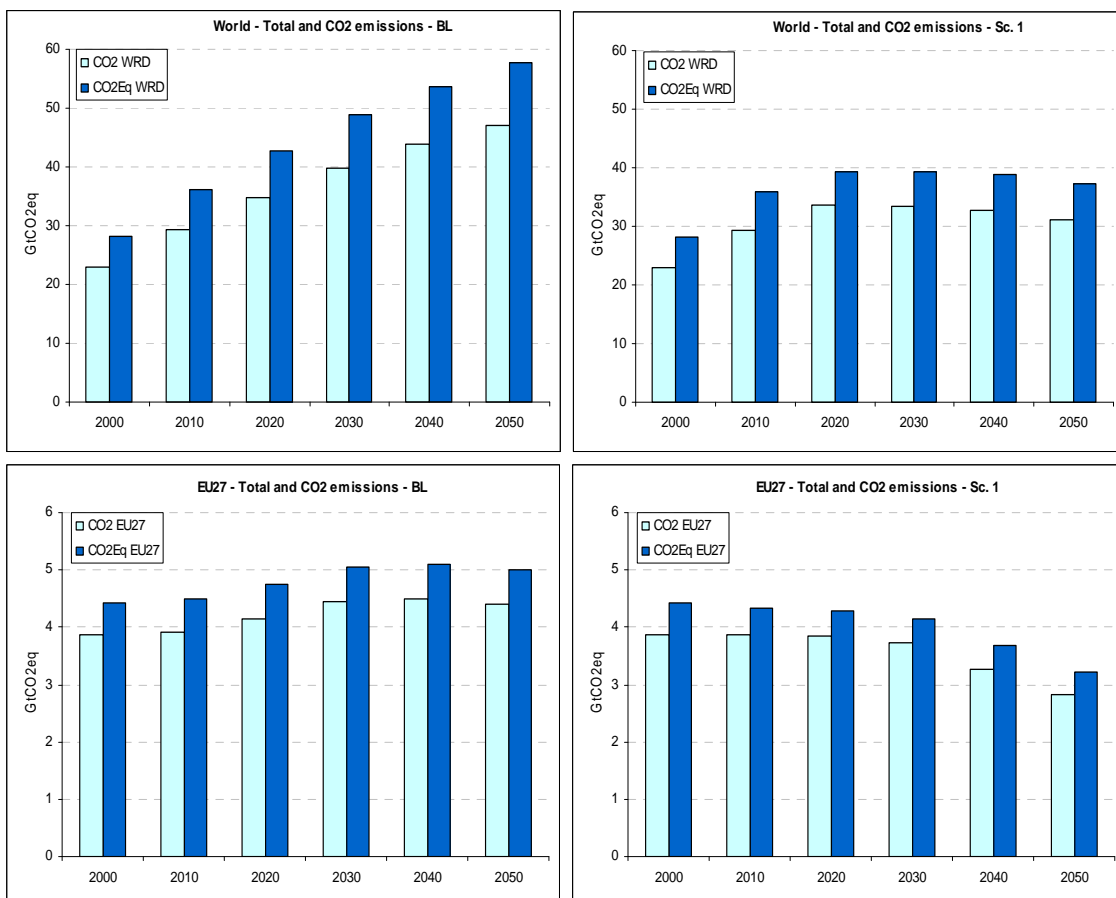 World - Total and CO2 emissions - BL
60
50
40
30
20
10
0
GtCO2eq
CO2 WRD
CO2Eq WRD
2000 2010 2020 2030 2040 2050
World - Total and CO2 emissions - Sc. 1
60
50
40
30
20
10
0
GtCO2eq
CO2 WRD
CO2Eq WRD
2000 2010 2020 2030 2040 2050
EU27 - Total and CO2 emissions - BL
6
5
4
3
2
1
0
GtCO2eq
CO2 EU27
CO2Eq EU27
2000 2010 2020 2030 2040 2050
EU27 - Total and CO2 emissions - Sc. 1
6
5
4
3
2
1
0
GtCO2eq
CO2 EU27
CO2Eq EU27
2000 2010 2020 2030 2040 2050